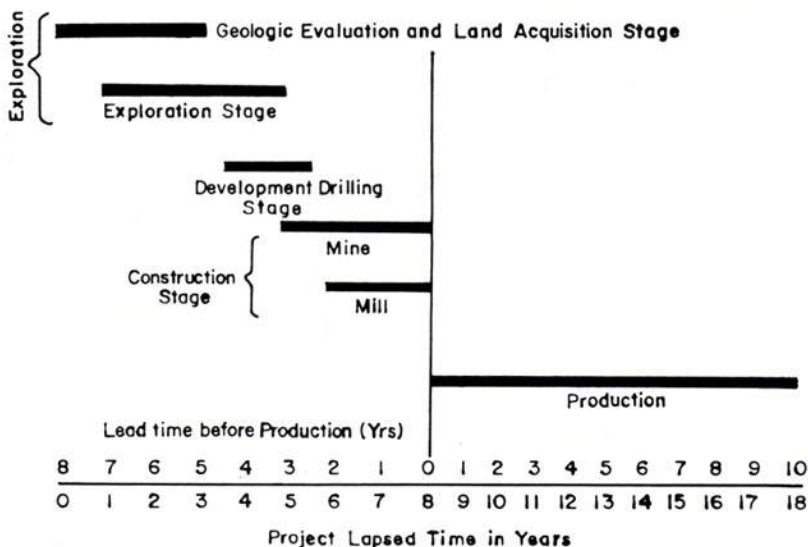 Exploration
Geologic Evaluation and Land Acquisition Stage
Exploration Stage
Development Drilling
Stage
Mine
Construction
Stage
Mill
Production
Lead time before Production (Yrs)
8 7 6 5 4 3 2 1 0 1 2 3 4 5 6 7 8 9 10
0 1 2 3 4 5 6 7 8 9 10 11 12 13 14 15 16 17 18
Project Lapsed Time in Years